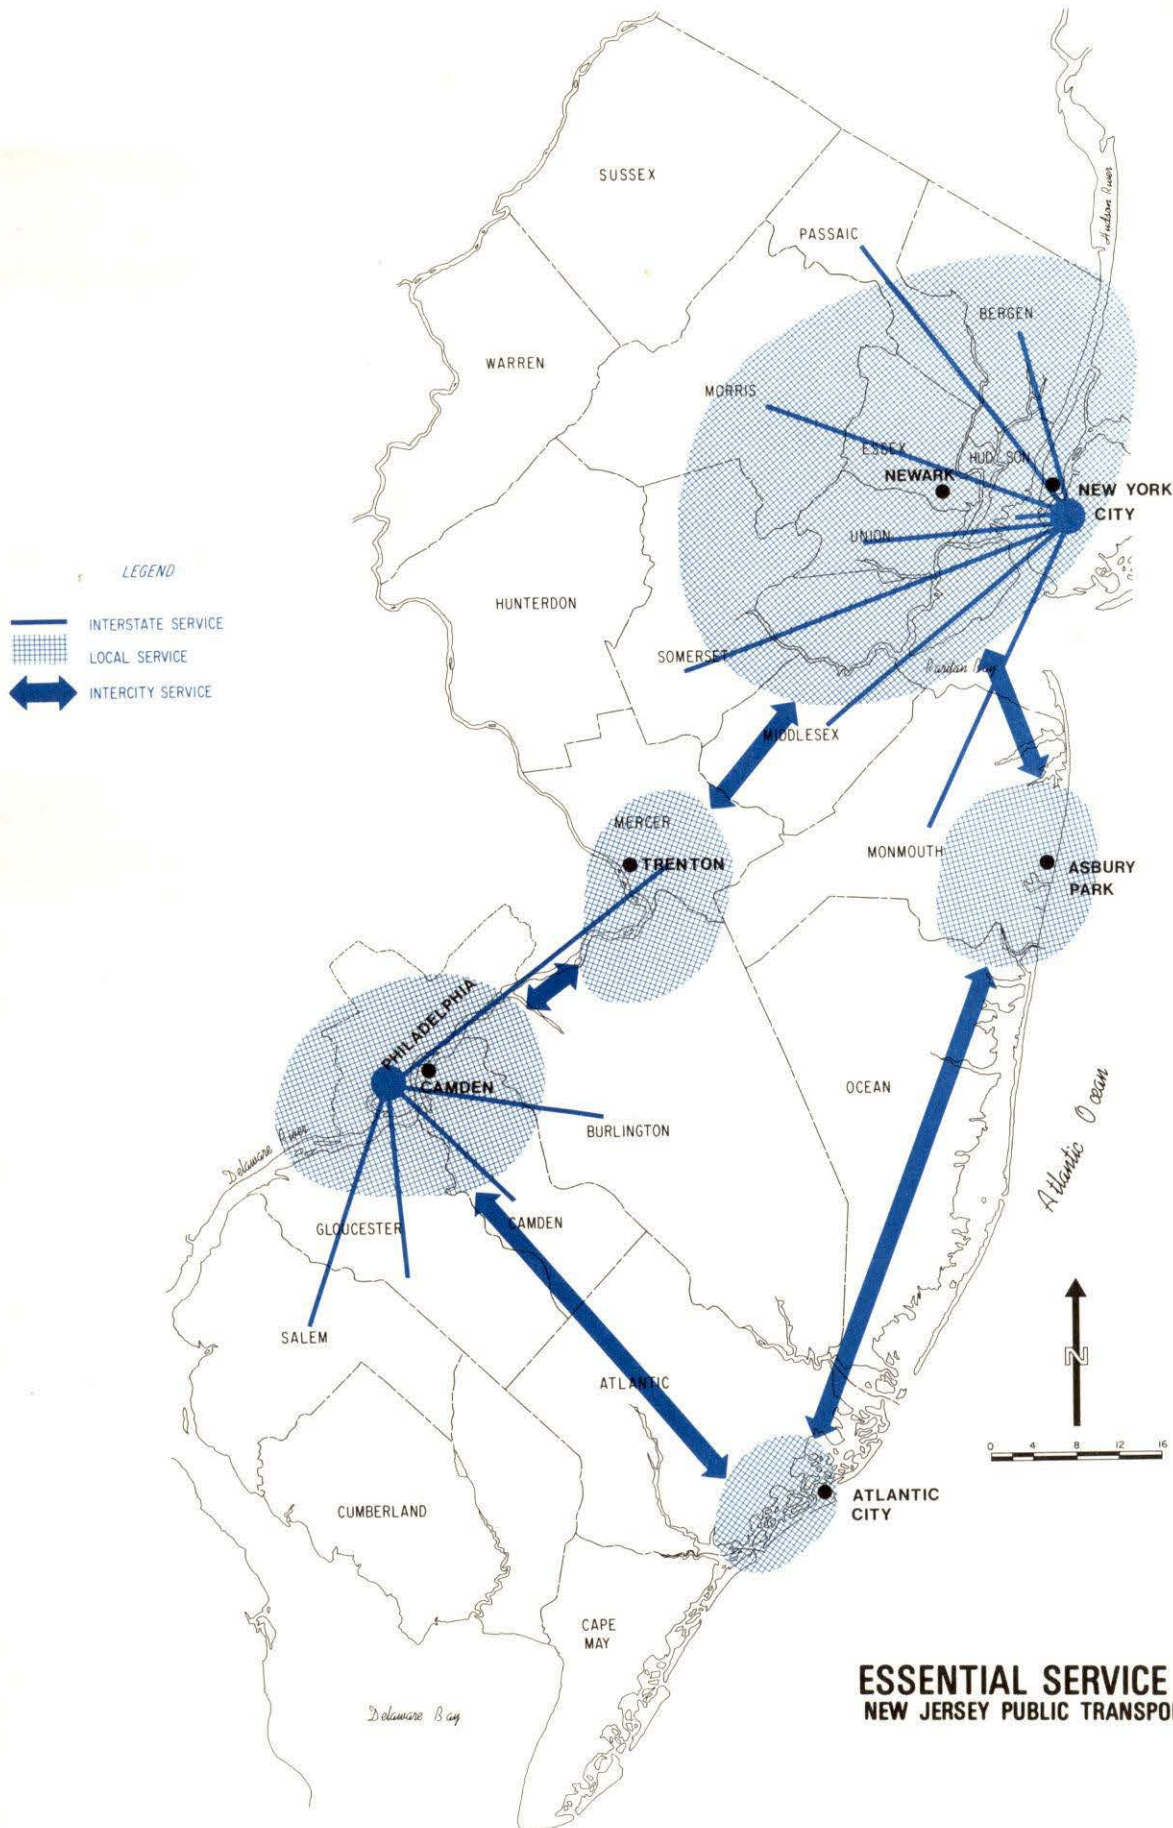 SUSSEX
Hudson River
PASSAIC
BERGEN
WARREN
MORRIS
ESSEX
HUDSON
NEWARK
NEW YORK
CITY
UNION
LEGEND
INTERSTATE SERVICE
LOCAL SERVICE
INTERCITY SERVICE
HUNTERDON
SOMERSET
Bay
MIDDLESEX
MERCER
TRENTON
MONMOUTH
ASBURY
PARK
PHILADELPHIA
CAMDEN
OCEAN
BURLINGTON
Delaware River
Atlantic Ocean
GLOUCESTER
CAMDEN
SALEM
N
ATLANTIC
0 4 8 12 16
ATLANTIC
CITY
CUMBERLAND
CAPE
MAY
Delaware Bay
ESSENTIAL SERVICE
NEW JERSEY PUBLIC TRANSPO